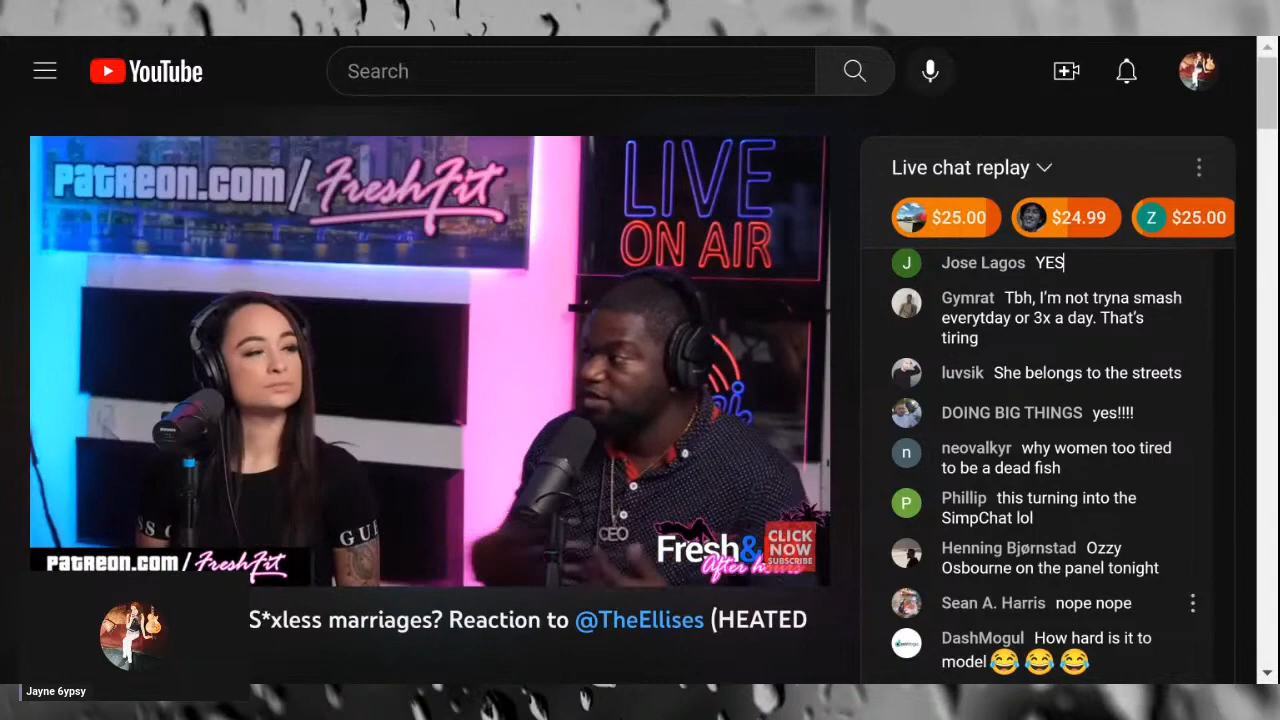 YouTube
Search
PATREON.COM/FreshFit
LIVE
ON AIR
CEO
GUE
Fresh&
After h
CLICK
NOW
SUBSCRIBE
PATREON.COM/FreshFit
S*xless marriages? Reaction to @TheEllises (HEATED
Jayne 6ypsy
Live chat replay
$25.00
$24.99
Z $25.00
J Jose Lagos YES
Gymrat Tbh, I’m not tryna smash
everytday or 3x a day. That’s
tiring
luvsik She belongs to the streets
DOING BIG THINGS yes!!!!
n neovalkyr why women too tired
to be a dead fish
P Phillip this turning into the
SimpChat lol
Henning Bjørnstad Ozzy
Osbourne on the panel tonight
Sean A. Harris nope nope
DashMogul How hard is it to
model 😂 😂 😂